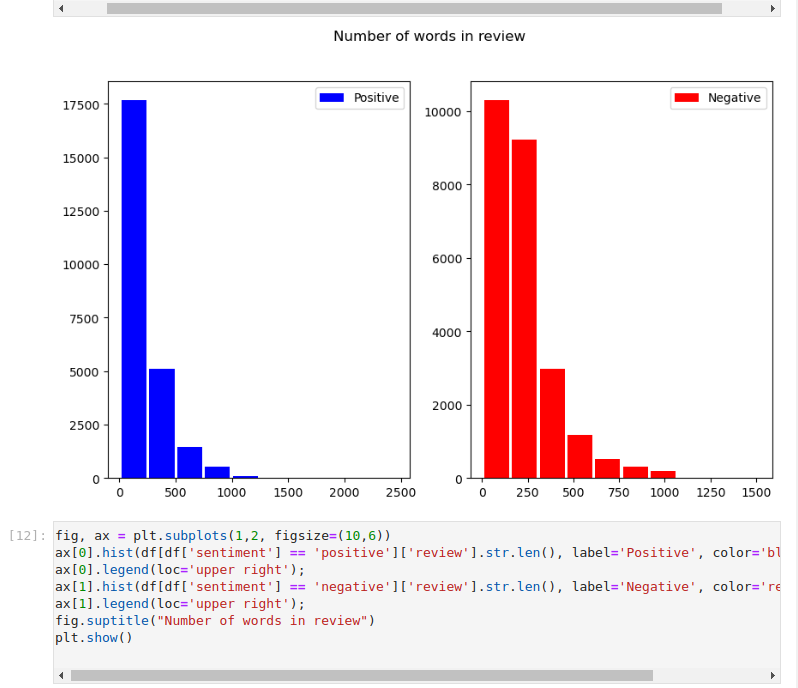 Number of words in review
Positive
17500
15000
12500
10000
7500
5000
2500
0
0 500 1000 1500 2000 2500
Negative
10000
8000
6000
4000
2000
0
0 250 500 750 1000 1250 1500
[12]: fig, ax = plt.subplots(1,2, figsize=(10,6))
ax[0].hist(df[df['sentiment'] == 'positive']['review'].str.len(), label='Positive', color='bl
ax[0].legend(loc='upper right');
ax[1].hist(df[df['sentiment'] == 'negative']['review'].str.len(), label='Negative', color='re
ax[1].legend(loc='upper right');
fig.suptitle("Number of words in review")
plt.show()